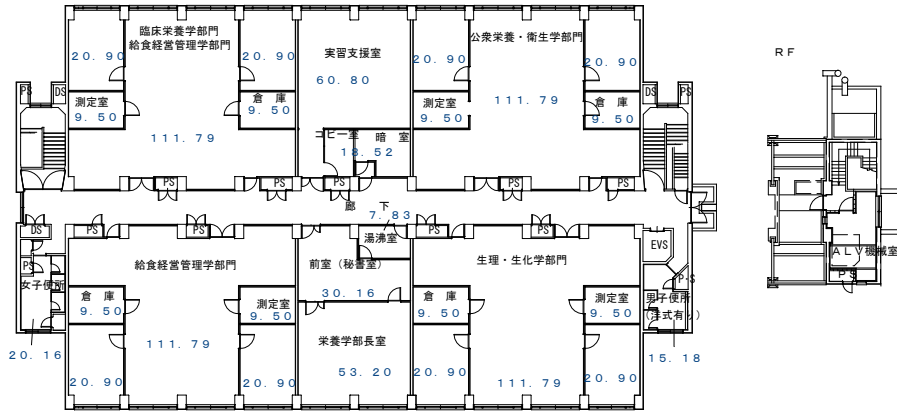 臨床栄養学部門
給食経営管理学部門
公衆栄養・衛生学部門
実習支援室
RF
20.90
20.90
60.80
20.90
20.90
PS
DS
測定室
9.50
倉 庫
9.50
111.79
測定室
9.50
111.79
倉 庫
9.50
DS
PS
111.79
コピー室
暗 室
18.52
PS
PS
PS
PS
PS
廊 下
7.83
DS
PS
PS
湯沸室
PS
PS
EVS
給食経営管理学部門
前室（秘書室）
生理・生化学部門
ALV機械室
PS
女子便所
P・S
P・S
30.16
倉 庫
9.50
測定室
9.50
倉 庫
9.50
測定室
9.50
男子便所
（洋式有り）
111.79
栄養学部長室
20.16
15.18
20.90
20.90
53.20
20.90
111.79
20.90